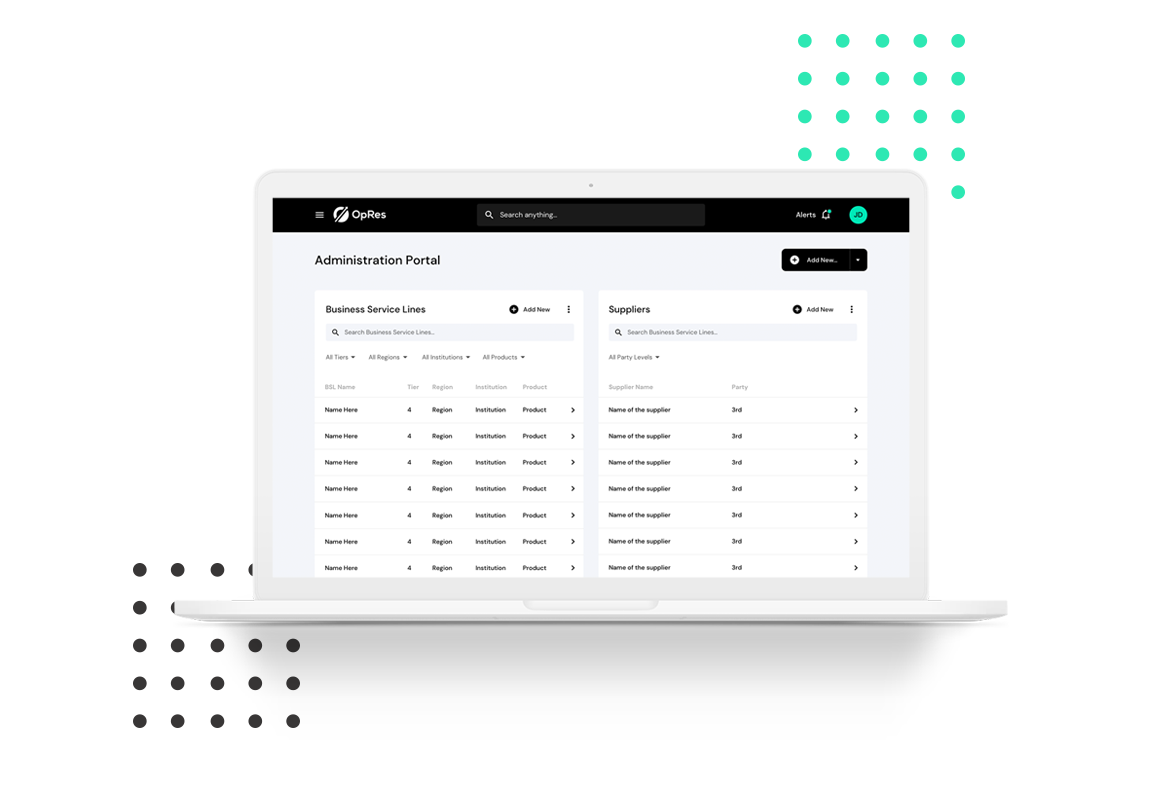 OpRes Search anything.. Alerts JD
Administration Portal Add New..
Business Service Lines Add New
Search Business Service Lines..
All Tiers All Regions All Institutions All Products
BSL Name Tier Region Institution Product
Name Here 4 Region Institution Product
Name Here 4 Region Institution Product
Name Here 4 Region Institution Product
Name Here 4 Region Institution Product
Name Here 4 Region Institution Product
Name Here 4 Region Institution Product
Name Here 4 Region Institution Product
Suppliers Add New
Search Business Service Lines..
All Party Levels
Supplier Name Party
Name of the supplier 3rd
Name of the supplier 3rd
Name of the supplier 3rd
Name of the supplier 3rd
Name of the supplier 3rd
Name of the supplier 3rd
Name of the supplier 3rd